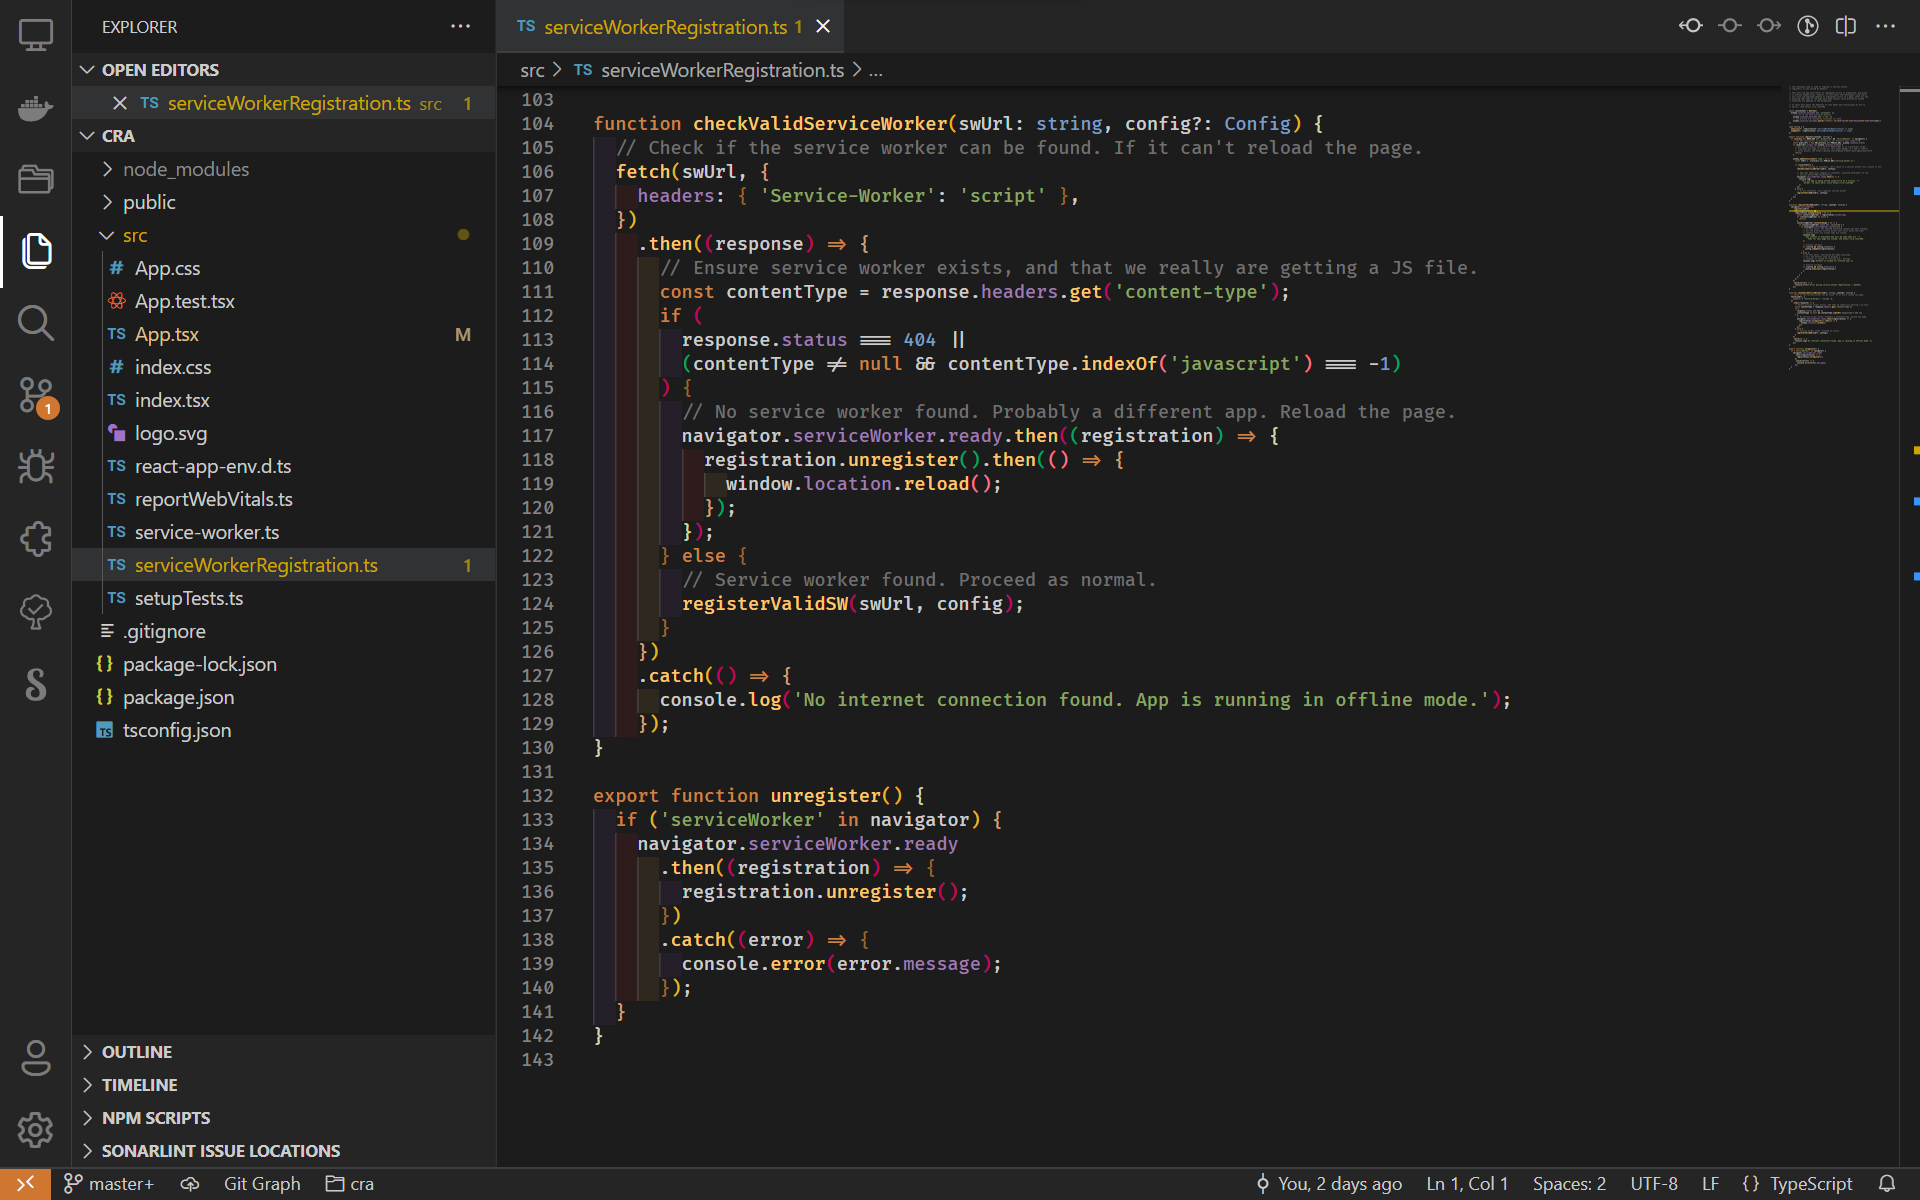 EXPLORER
OPEN EDITORS
TS serviceWorkerRegistration.ts src 1
CRA
node_modules
public
src
# App.css
App.test.tsx
TS App.tsx M
# index.css
TS index.tsx
logo.svg
TS react-app-env.d.ts
TS reportWebVitals.ts
TS service-worker.ts
TS serviceWorkerRegistration.ts 1
TS setupTests.ts
.gitignore
{} package-lock.json
{} package.json
TS tsconfig.json
OUTLINE
TIMELINE
NPM SCRIPTS
SONARLINT ISSUE LOCATIONS
1
TS serviceWorkerRegistration.ts 1
src > TS serviceWorkerRegistration.ts > ...
103
104 function checkValidServiceWorker(swUrl: string, config?: Config) {
105 // Check if the service worker can be found. If it can't reload the page.
106 fetch(swUrl, {
107 headers: { 'Service-Worker': 'script' },
108 })
109 .then((response) => {
110 // Ensure service worker exists, and that we really are getting a JS file.
111 const contentType = response.headers.get('content-type');
112 if (
113 response.status === 404 ||
114 (contentType != null && contentType.indexOf('javascript') === -1)
115 ) {
116 // No service worker found. Probably a different app. Reload the page.
117 navigator.serviceWorker.ready.then((registration) => {
118 registration.unregister().then(() => {
119 window.location.reload();
120 });
121 });
122 } else {
123 // Service worker found. Proceed as normal.
124 registerValidSW(swUrl, config);
125 }
126 })
127 .catch(() => {
128 console.log('No internet connection found. App is running in offline mode.');
129 });
130 }
131
132 export function unregister() {
133 if ('serviceWorker' in navigator) {
134 navigator.serviceWorker.ready
135 .then((registration) => {
136 registration.unregister();
137 })
138 .catch((error) => {
139 console.error(error.message);
140 });
141 }
142 }
143
master+ Git Graph cra You, 2 days ago Ln 1, Col 1 Spaces: 2 UTF-8 LF {} TypeScript